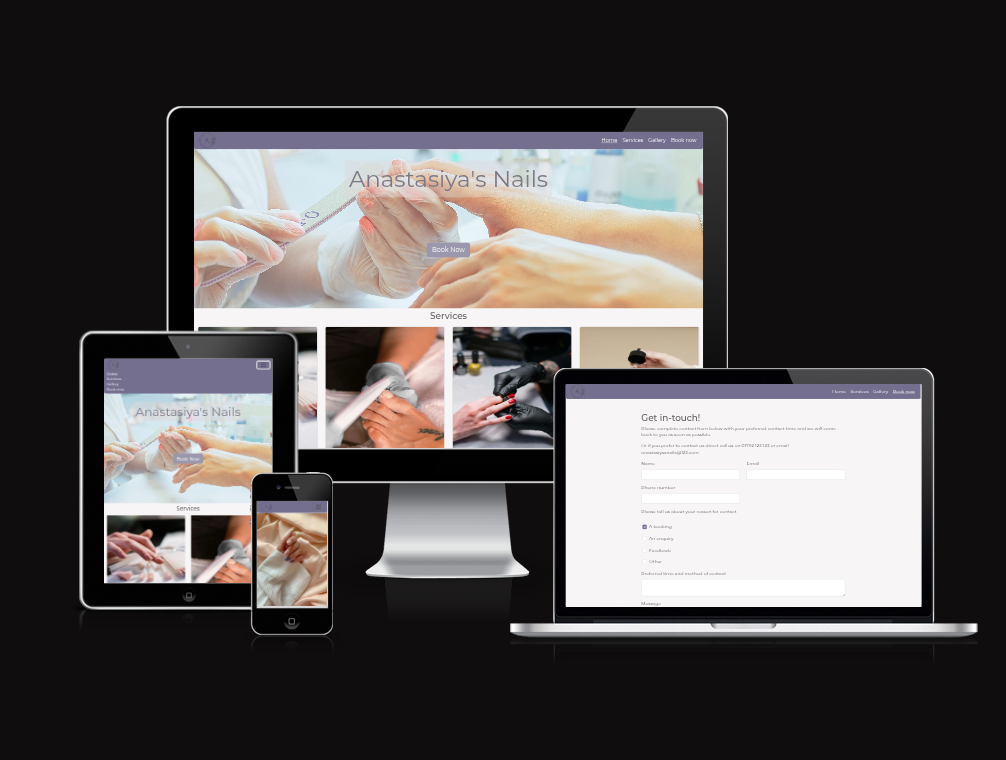 Home Services Gallery Book now
Anastasiya's Nails
Book Now
Services
Home
Services
Gallery
Book now
Anastasiya's Nails
Book Now
Services
Home Services Gallery Book now
Get in-touch!
Please complete contact form below with your preferred contact time and we will come
back to you as soon as possible.
Or if you prefer to contact us direct call us on
or email
Name
Email
Phone number
Please tell us about your reason for contact
A booking
An enquiry
Feedback
Other
Preferred time and method of contact
Message